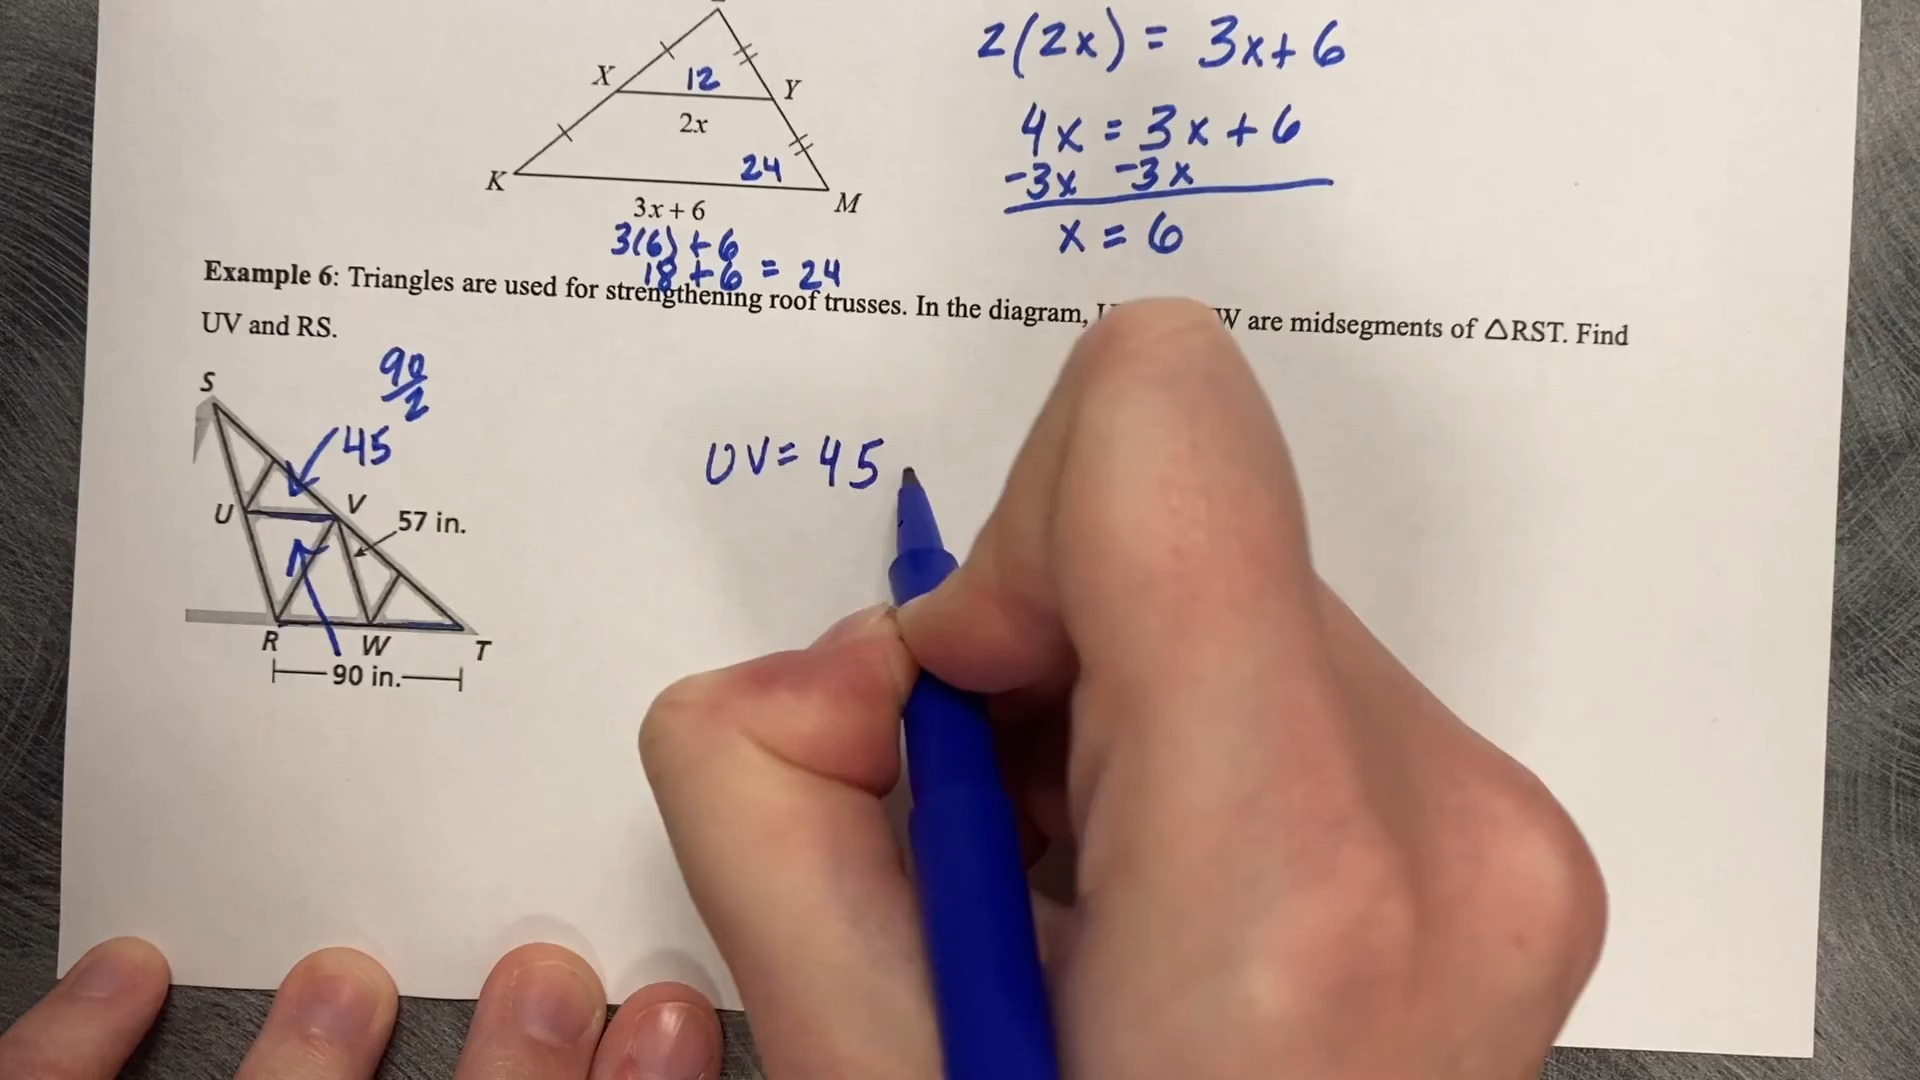 X 12 Y
2x
K 24 M
3x + 6
3(6) + 6
18 + 6 = 24
2(2x) = 3x + 6
4x = 3x + 6
-3x -3x
x = 6
Example 6: Triangles are used for strengthening roof trusses. In the diagram, W are midsegments of △RST. Find
UV and RS.
90
2
S
45
U V
57 in.
R W T
90 in.
UV = 45